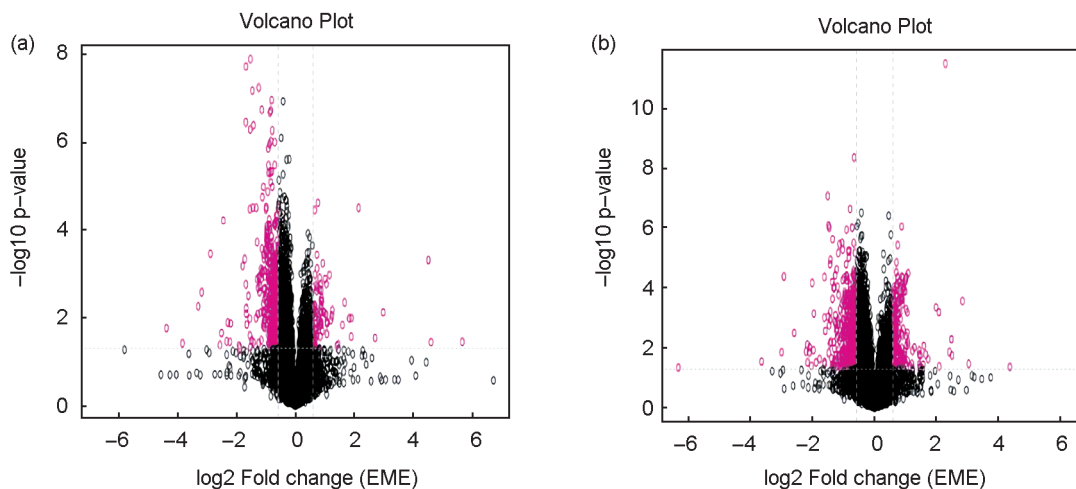 Volcano Plot
(a)
8
6
4
2
0
−log10 p-value
−6 −4 −2 0 2 4 6
log2 Fold change (EME)
Volcano Plot
(b)
10
8
6
4
2
0
−log10 p-value
−6 −4 −2 0 2 4 6
log2 Fold change (EME)